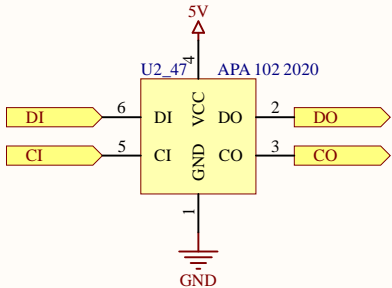 5V
4
U2_47 APA 102 2020
DI 6 DI VCC DO 2 DO
CI 5 CI GND CO 3 CO
1
GND